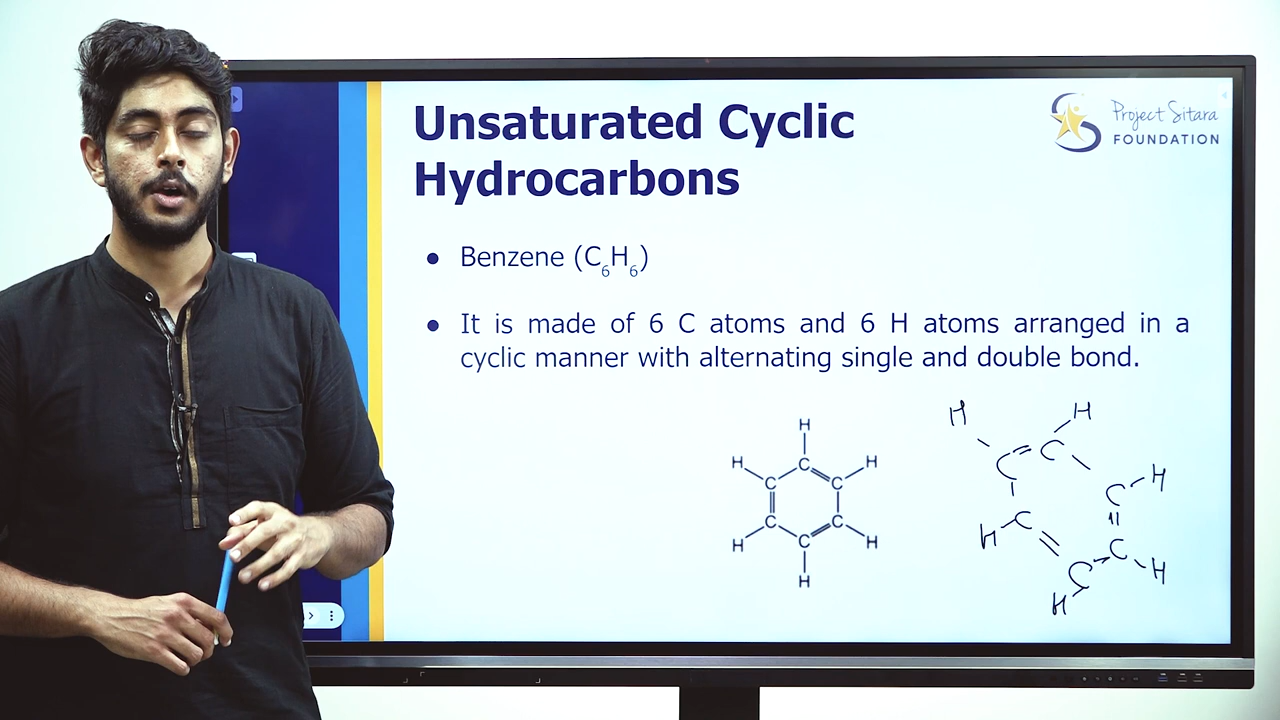 Unsaturated Cyclic
Hydrocarbons
Project Sitara
FOUNDATION
● Benzene (C₆H₆)
● It is made of 6 C atoms and 6 H atoms arranged in a
cyclic manner with alternating single and double bond.
H
H C H
C C
C C
H C H
H
H H
C = C
C H
C
C H
H C
H